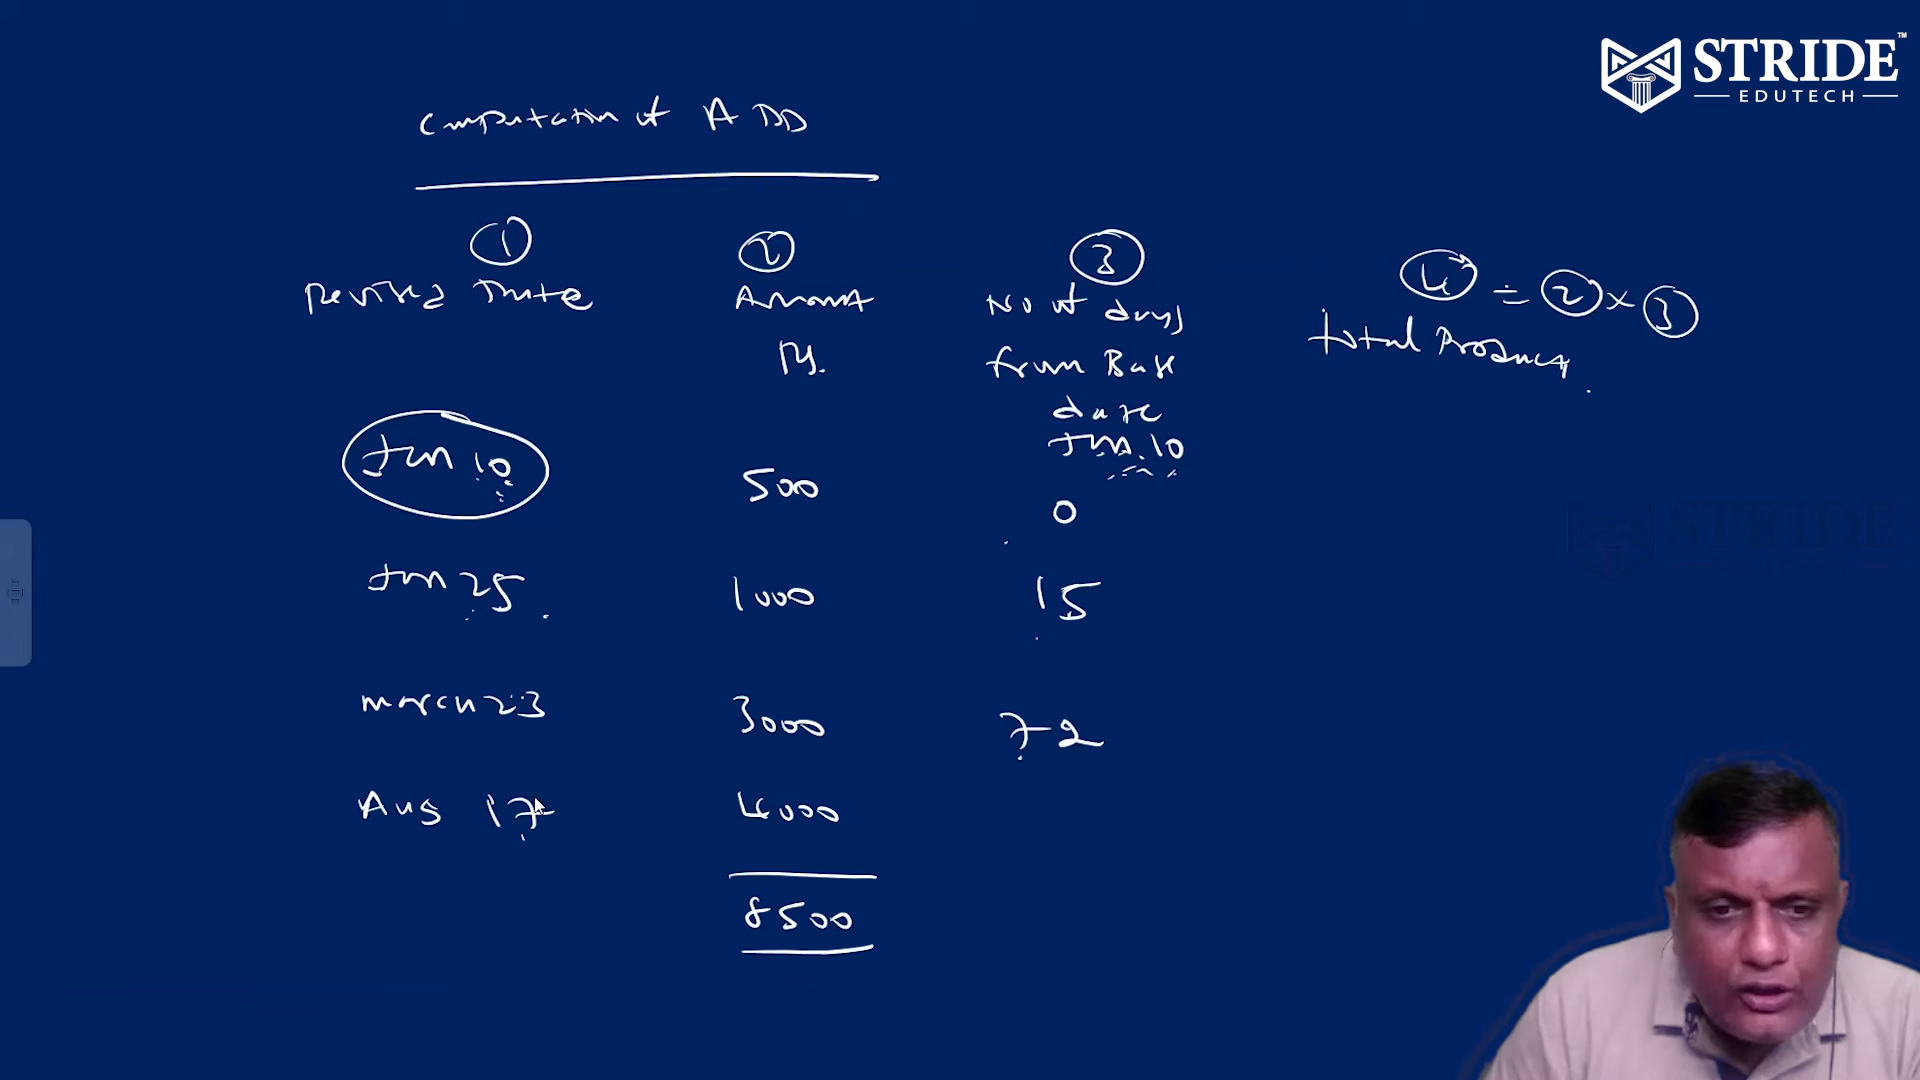 STRIDE™
EDUTECH
Computation of ADD
1 2 3 4 = 2 × 3
Revised Amount No of days Total Product
Rs. from Base
date
Jan 10 500 Jan 10
0
Jan 25 1000 15
March 23 3000 72
Aug 17 4000
8500
STRIDE